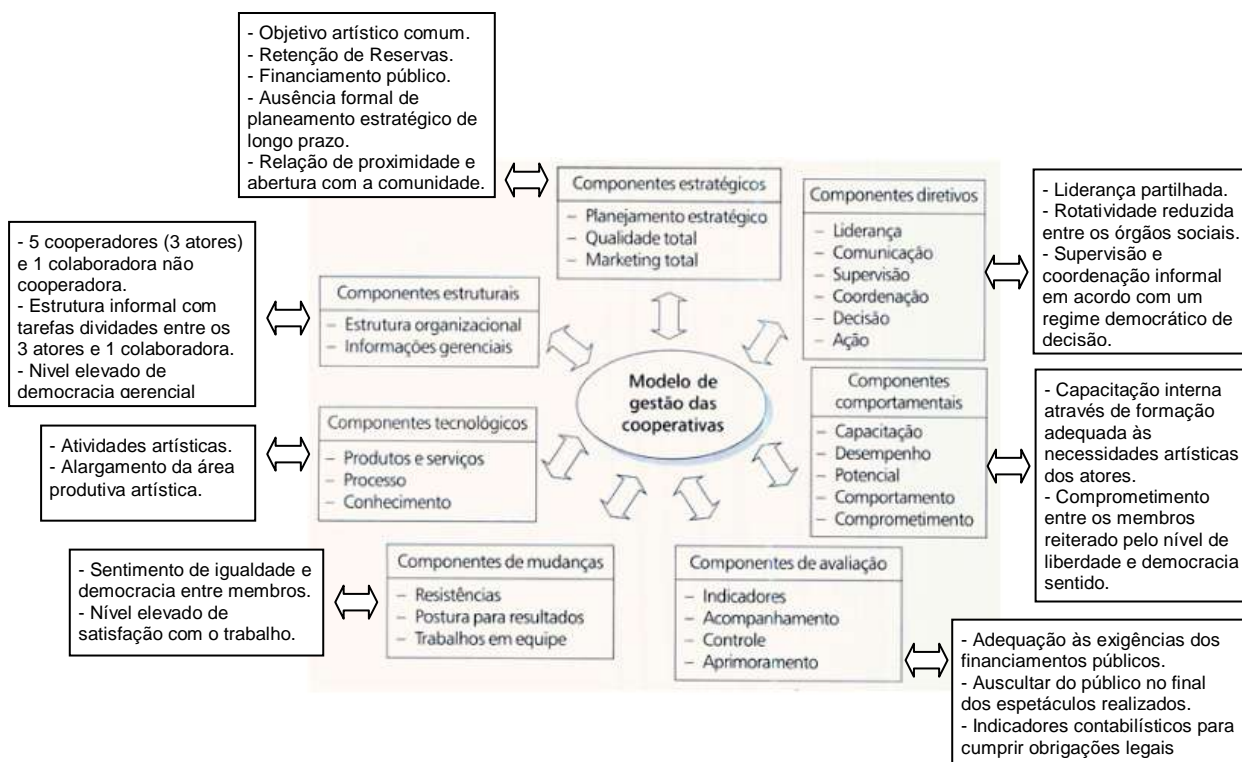 - Objetivo artístico comum.
- Retenção de Reservas.
- Financiamento público.
- Ausência formal de
planeamento estratégico de
longo prazo.
- Relação de proximidade e
abertura com a comunidade.
Componentes estratégicos
– Planejamento estratégico
– Qualidade total
– Marketing total
Componentes diretivos
– Liderança
– Comunicação
– Supervisão
– Coordenação
– Decisão
– Ação
- Liderança partilhada.
- Rotatividade reduzida
entre os órgãos sociais.
- Supervisão e
coordenação informal
em acordo com um
regime democrático de
decisão.
- 5 cooperadores (3 atores)
e 1 colaboradora não
cooperadora.
- Estrutura informal com
tarefas dividades entre os
3 atores e 1 colaboradora.
- Nivel elevado de
democracia gerencial
Componentes estruturais
– Estrutura organizacional
– Informações gerenciais
Modelo de
gestão das
cooperativas
Componentes
comportamentais
– Capacitação
– Desempenho
– Potencial
– Comportamento
– Comprometimento
- Capacitação interna
através de formação
adequada às
necessidades artísticas
dos atores.
- Comprometimento
entre os membros
reiterado pelo nível de
liberdade e democracia
sentido.
- Atividades artísticas.
- Alargamento da área
produtiva artística.
Componentes tecnológicos
– Produtos e serviços
– Processo
– Conhecimento
- Sentimento de igualdade e
democracia entre membros.
- Nível elevado de
satisfação com o trabalho.
Componentes de mudanças
– Resistências
– Postura para resultados
– Trabalhos em equipe
Componentes de avaliação
– Indicadores
– Acompanhamento
– Controle
– Aprimoramento
- Adequação às exigências dos
financiamentos públicos.
- Auscultar do público no final
dos espetáculos realizados.
- Indicadores contabilísticos para
cumprir obrigações legais